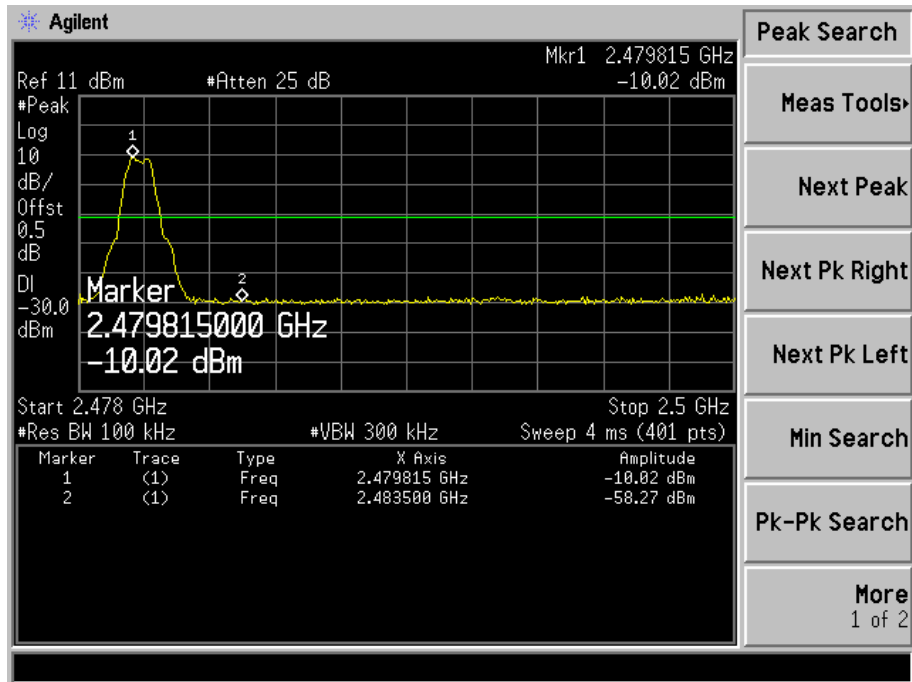 Agilent
Peak Search
Mkr1 2.479815 GHz
Ref 11 dBm #Atten 25 dB -10.02 dBm
#Peak
Log
10
dB/
Offst
0.5
dB
DI
-30.0
dBm
1
2
Marker
2.479815000 GHz
-10.02 dBm
Start 2.478 GHz Stop 2.5 GHz
#Res BW 100 kHz #VBW 300 kHz Sweep 4 ms (401 pts)
Marker Trace Type X Axis Amplitude
1 (1) Freq 2.479815 GHz -10.02 dBm
2 (1) Freq 2.483500 GHz -58.27 dBm
Meas Tools
Next Peak
Next Pk Right
Next Pk Left
Min Search
Pk-Pk Search
More
1 of 2